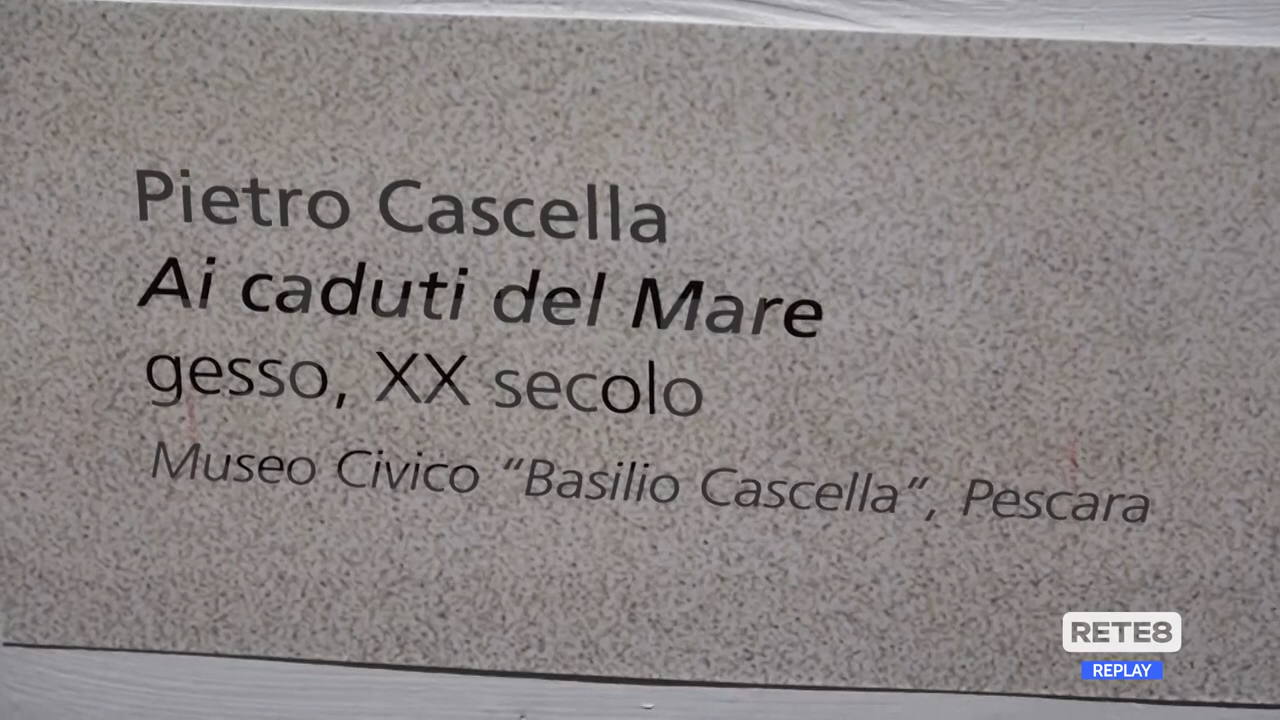 Pietro Cascella
Ai caduti del Mare
gesso, XX secolo
Museo Civico “Basilio Cascella”, Pescara
RETE8
REPLAY